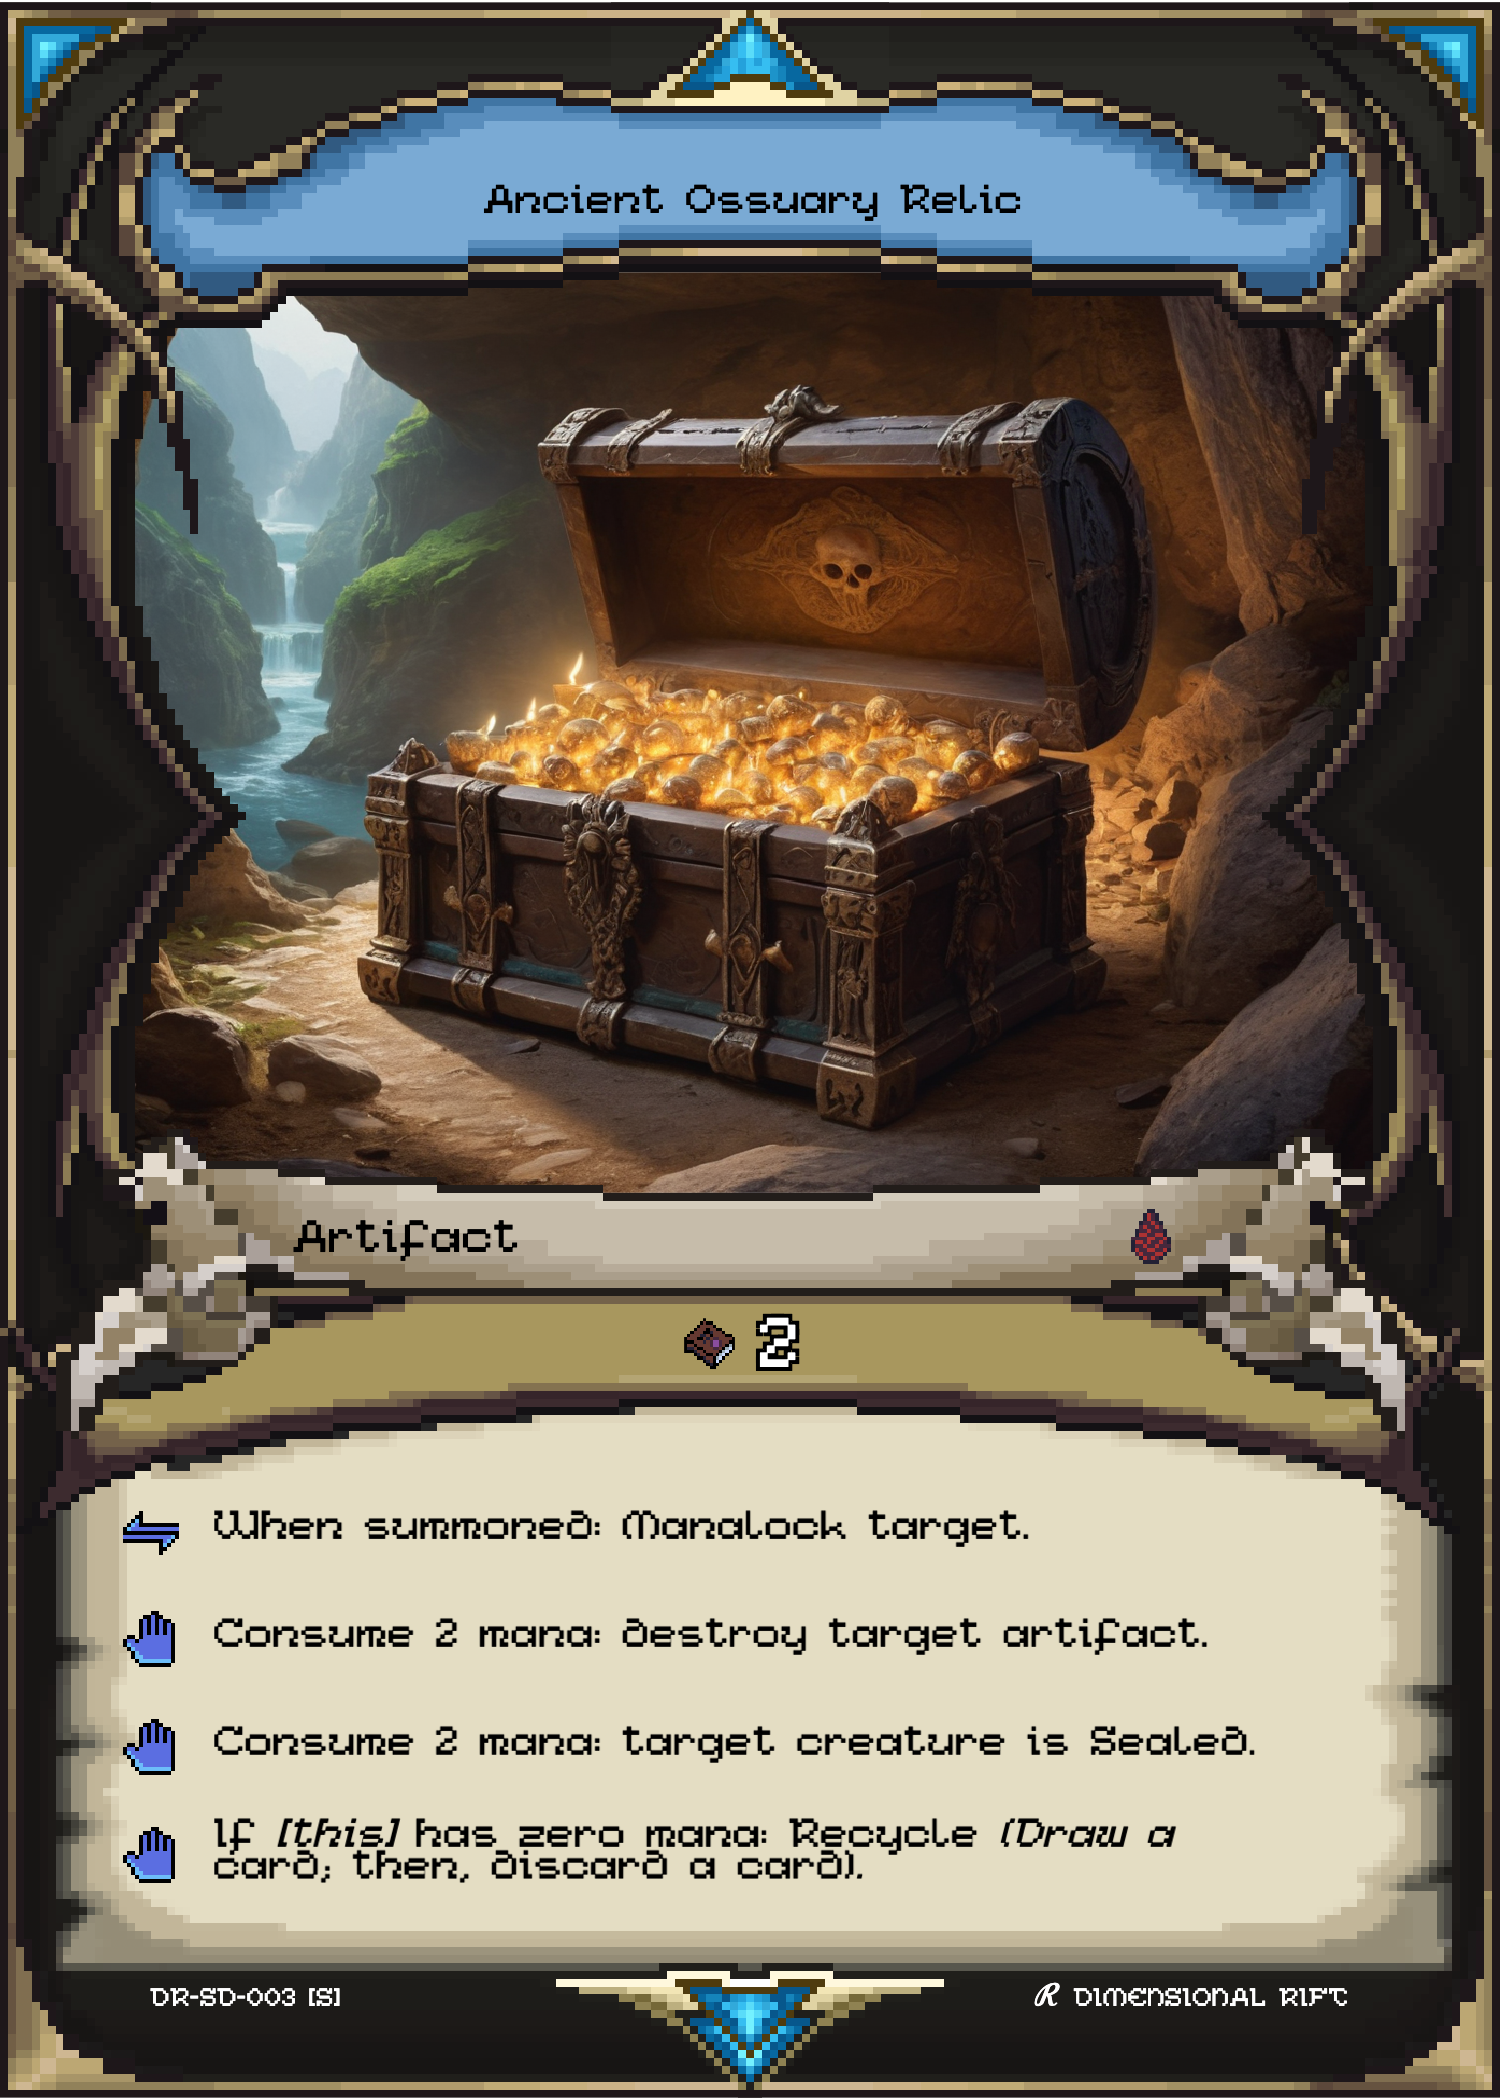 Ancient Ossuary Relic
Artifact
2
When summoned: Manalock target.
Consume 2 mana: destroy target artifact.
Consume 2 mana: target creature is Sealed.
If [this] has zero mana: Recycle (Draw a
card; then, discard a card).
DR-SD-003 [S]
R DIMENSIONAL RIFT